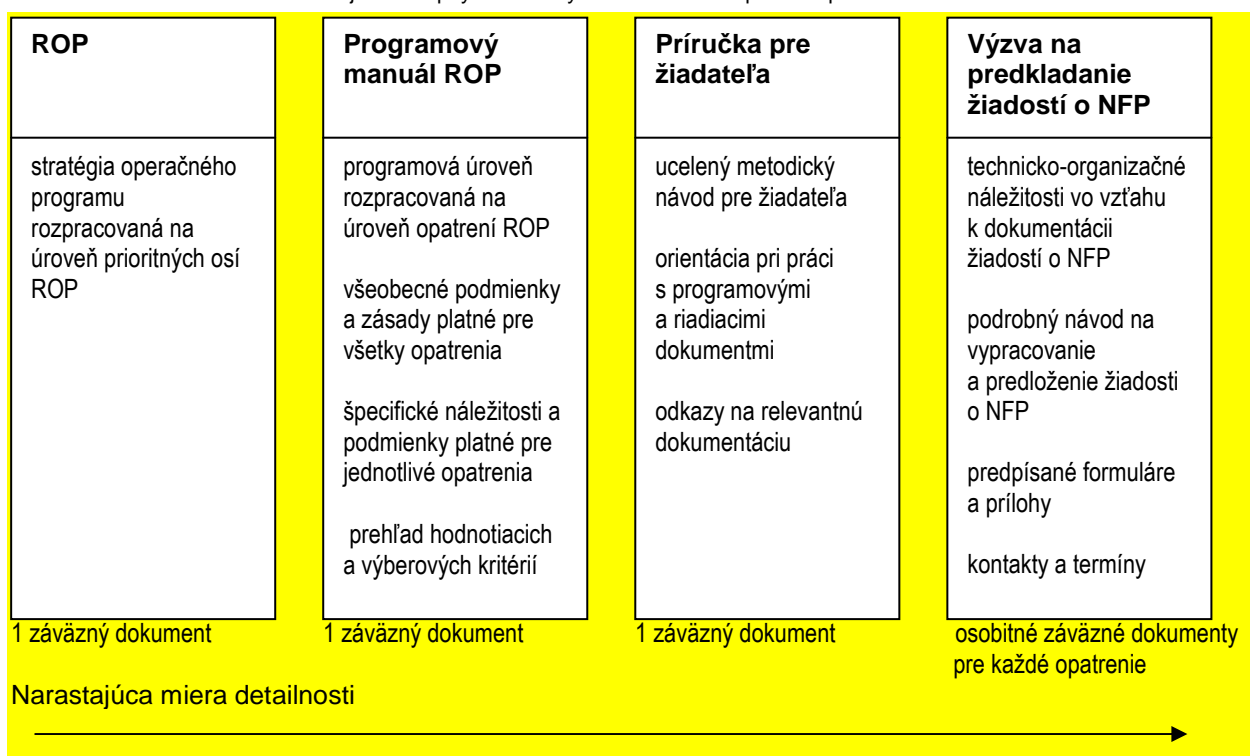 ROP
stratégia operačného
programu
rozpracovaná na
úroveň prioritných osí
ROP
1 záväzný dokument
Programový
manuál ROP
programová úroveň
rozpracovaná na
úroveň opatrení ROP
všeobecné podmienky
a zásady platné pre
všetky opatrenia
špecifické náležitosti a
podmienky platné pre
jednotlivé opatrenia
prehľad hodnotiacich
a výberových kritérií
1 záväzný dokument
Príručka pre
žiadateľa
ucelený metodický
návod pre žiadateľa
orientácia pri práci
s programovými
a riadiacimi
dokumentmi
odkazy na relevantnú
dokumentáciu
1 záväzný dokument
Výzva na
predkladanie
žiadostí o NFP
technicko-organizačné
náležitosti vo vzťahu
k dokumentácii
žiadostí o NFP
podrobný návod na
vypracovanie
a predloženie žiadosti
o NFP
predpísané formuláre
a prílohy
kontakty a termíny
osobitné záväzné dokumenty
pre každé opatrenie
Narastajúca miera detailnosti